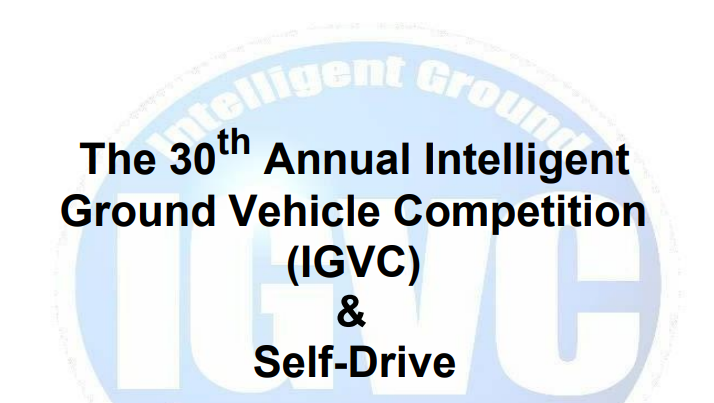 Intelligent Ground
The 30th Annual Intelligent
Ground Vehicle Competition
(IGVC)
&
Self-Drive
IGVC